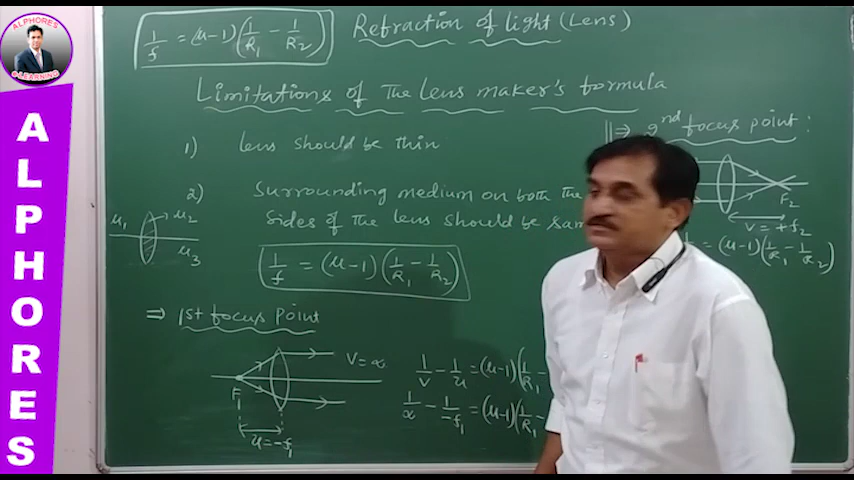 ALPHORES
e-LEARNING
ALPHORES
1/f = (μ-1)(1/R1 - 1/R2)
Refraction of light (Lens)
Limitations of the Lens maker's formula
1) Lens should be thin
2) Surrounding medium on both the
sides of the lens should be sam
μ1 μ2
μ3
1/f = (μ-1)(1/R1 - 1/R2)
⇒ 1st focus point
F
V=∝
u=-f1
1/v - 1/u = (μ-1)(1/R1 -
1/∝ - 1/-f1 = (μ-1)(1/R1 -
||⇒ 2nd focus point:
F2
v=+f2
= (μ-1)(1/R1 - 1/R2)